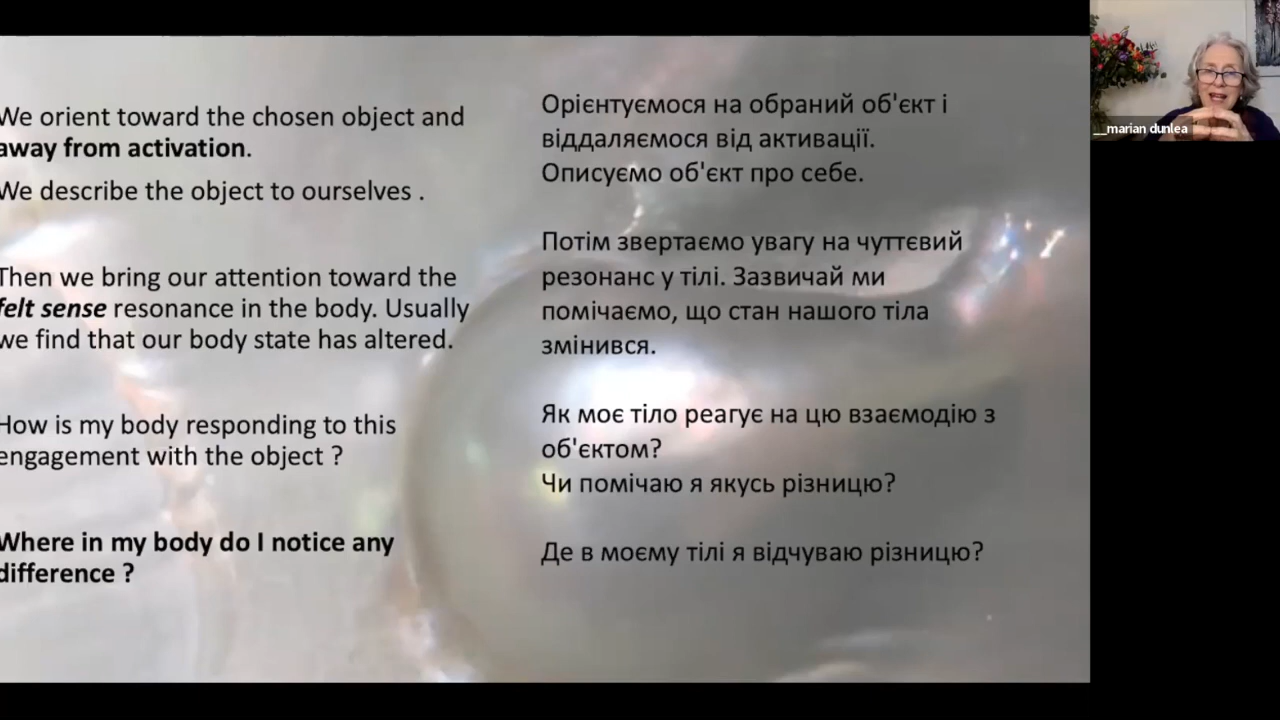 We orient toward the chosen object and
away from activation.
We describe the object to ourselves .
Then we bring our attention toward the
felt sense resonance in the body. Usually
we find that our body state has altered.
How is my body responding to this
engagement with the object ?
Where in my body do I notice any
difference ?
Орієнтуємося на обраний об'єкт і
віддаляємося від активації.
Описуємо об'єкт про себе.
Потім звертаємо увагу на чуттєвий
резонанс у тілі. Зазвичай ми
помічаємо, що стан нашого тіла
змінився.
Як моє тіло реагує на цю взаємодію з
об'єктом?
Чи помічаю я якусь різницю?
Де в моєму тілі я відчуваю різницю?
__marian dunlea